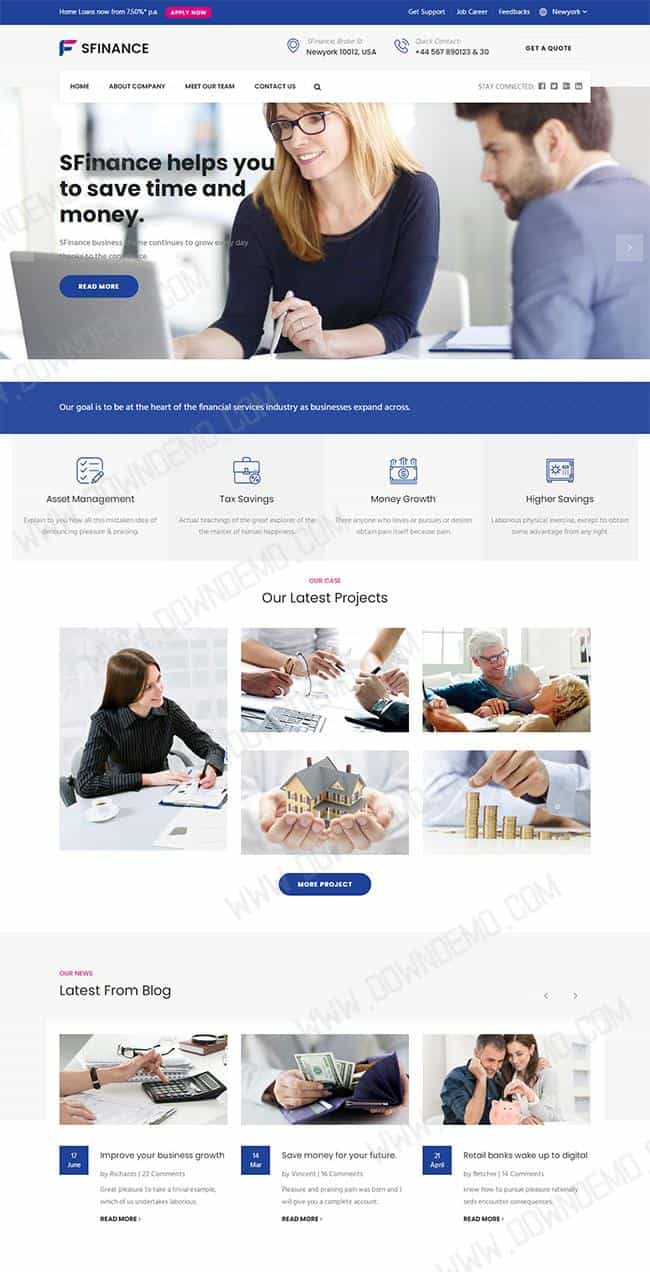 Home Loans now from 7.50%* p.a. APPLY NOW Get Support Job Career Feedbacks Newyork
SFINANCE
SFinance, Broke St.
Newyork 10012, USA
Quick Contact:
+44 567 890123 & 30
GET A QUOTE
HOME ABOUT COMPANY MEET OUR TEAM CONTACT US STAY CONNECTED:
SFinance helps you
to save time and
money.
SFinance business theme continues to grow every day
thanks to the confidence.
READ MORE
Our goal is to be at the heart of the financial services industry as businesses expand across.
Asset Management
Explain to you how all this mistaken idea of
denouncing pleasure & praising.
Tax Savings
Actual teachings of the great explorer of the
the master of human happiness.
Money Growth
There anyone who loves or pursues or desires
obtain pain itself because pain.
Higher Savings
Laborious physical exercise, except to obtain
some advantage from any right.
OUR CASE
Our Latest Projects
MORE PROJECT
OUR NEWS
Latest From Blog
17
June
Improve your business growth
by Richards | 22 Comments
Great pleasure to take a trivial example,
which of us undertakes laborious.
READ MORE
14
Mar
Save money for your future.
by Vincent | 16 Comments
Pleasure and praising pain was born and I
will give you a complete account.
READ MORE
21
April
Retail banks wake up to digital
by fletcher | 14 Comments
know how to pursue pleasure rationally
seds encounter consequences.
READ MORE
WWW.DOWNDEMO.COM